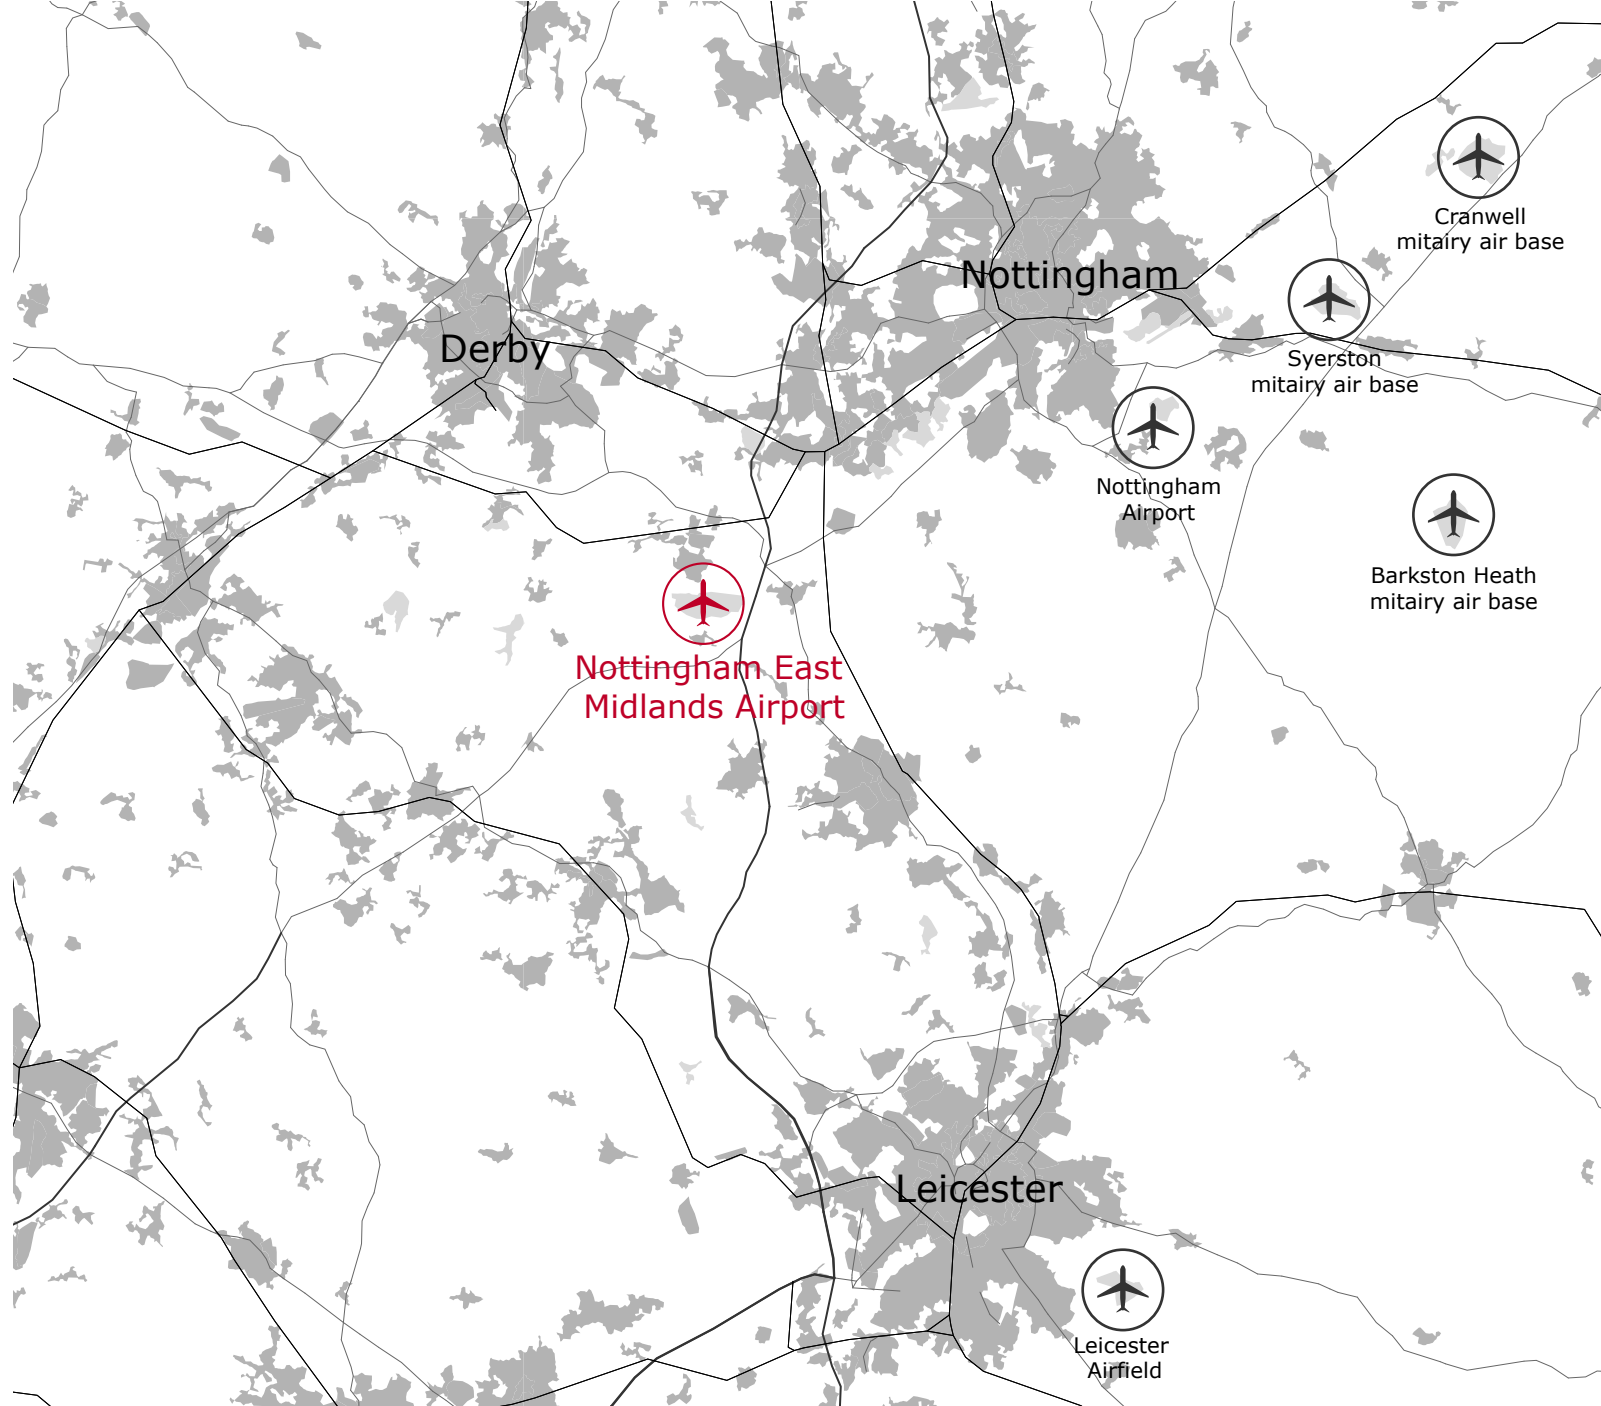 Cranwell
mitairy air base
Nottingham
Derby
Syerston
mitairy air base
Nottingham
Airport
Barkston Heath
mitairy air base
Nottingham East
Midlands Airport
Leicester
Leicester
Airfield